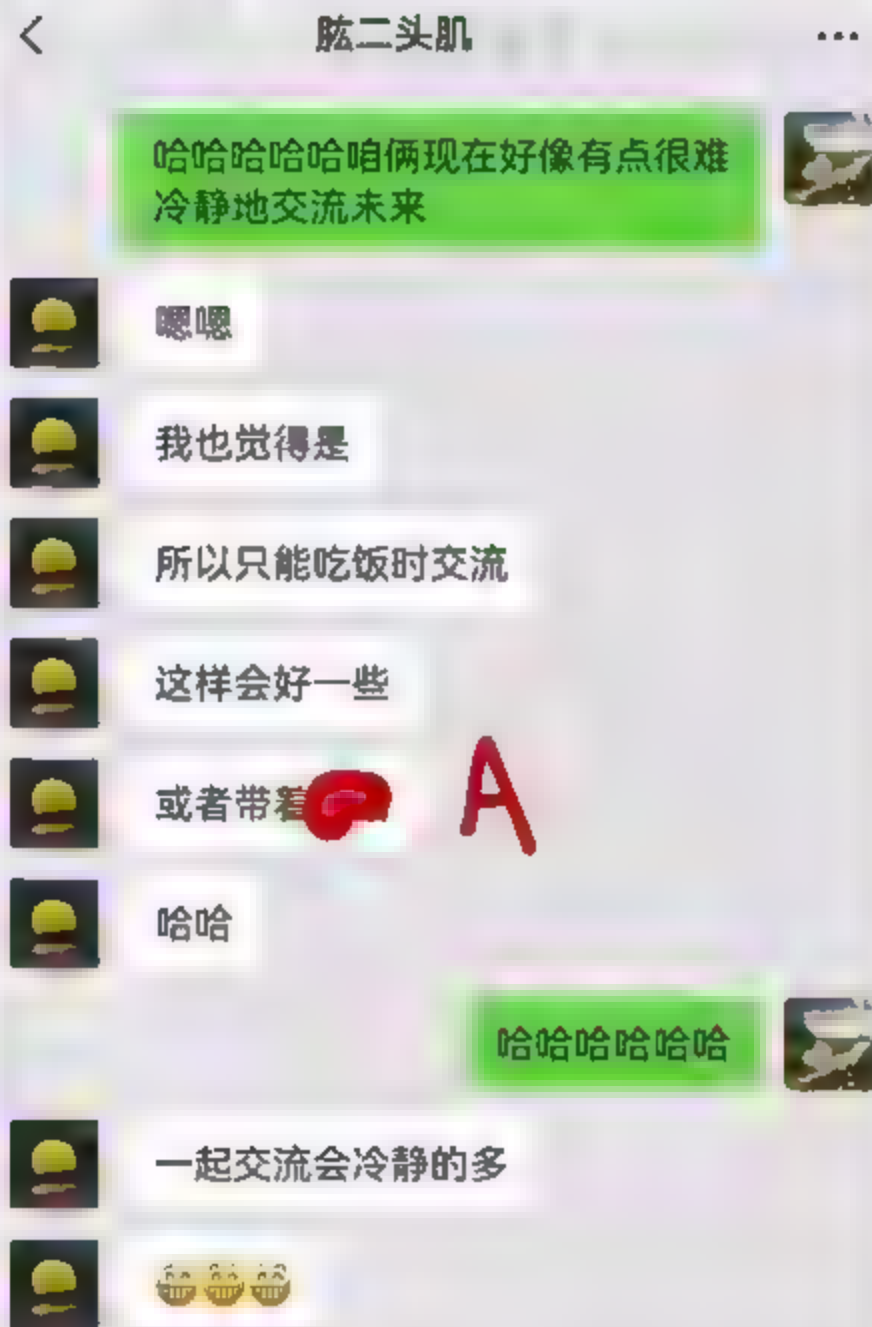 肱二头肌
哈哈哈哈哈咱俩现在好像有点很难
冷静地交流未来
嗯嗯
我也觉得是
所以只能吃饭时交流
这样会好一些
或者带着
A
哈哈
哈哈哈哈哈哈
一起交流会冷静的多